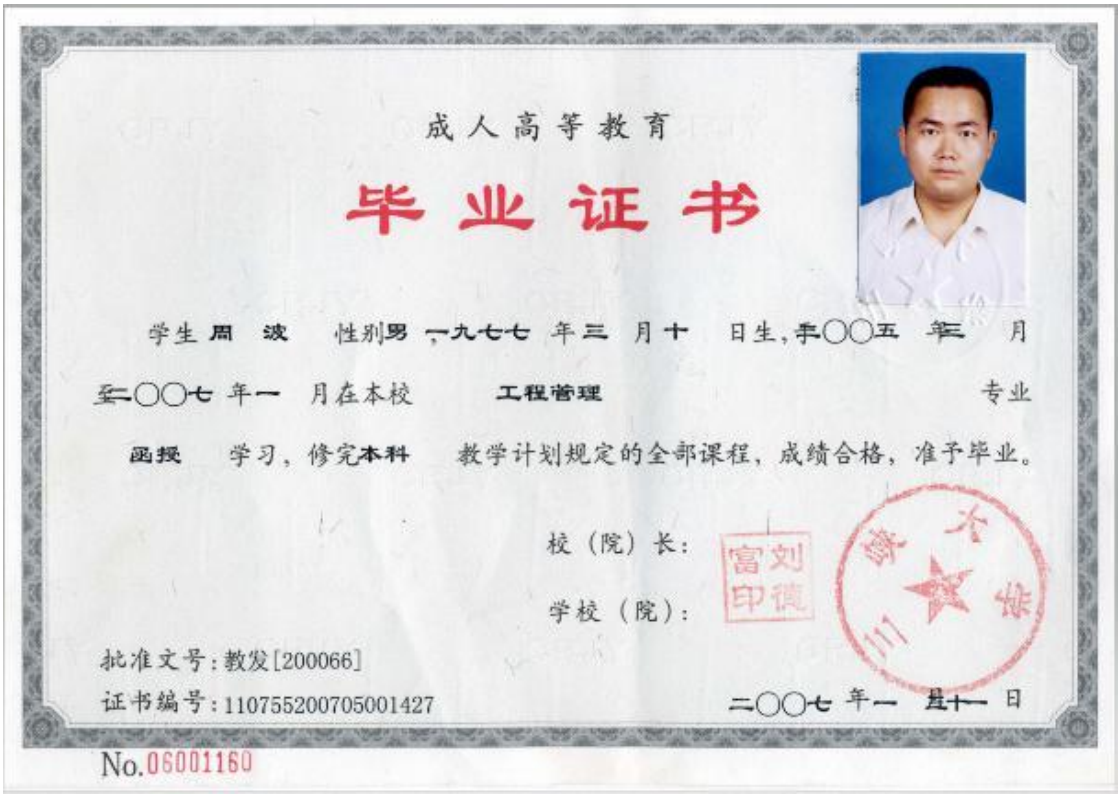 成人高等教育
毕业证书
学生 周 波 性别男，一九七七 年三 月十 日生，二〇〇五 年三 月
至二〇〇七 年一 月在本校 工程管理 专业
函授 学习，修完本科 教学计划规定的全部课程，成绩合格，准予毕业。
校（院）长：
刘德富印
学校（院）：
三峡大学
批准文号：教发[200066]
证书编号：110755200705001427
二〇〇七 年一 月十一 日
No.06001160